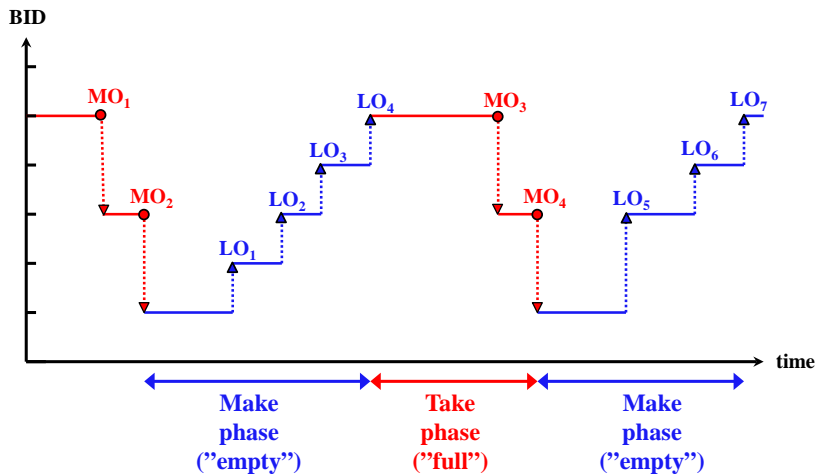 BID
MO₁
MO₂
LO₁
LO₂
LO₃
LO₄
MO₃
MO₄
LO₅
LO₆
LO₇
time
Make
phase
(”empty”)
Take
phase
(”full”)
Make
phase
(”empty”)